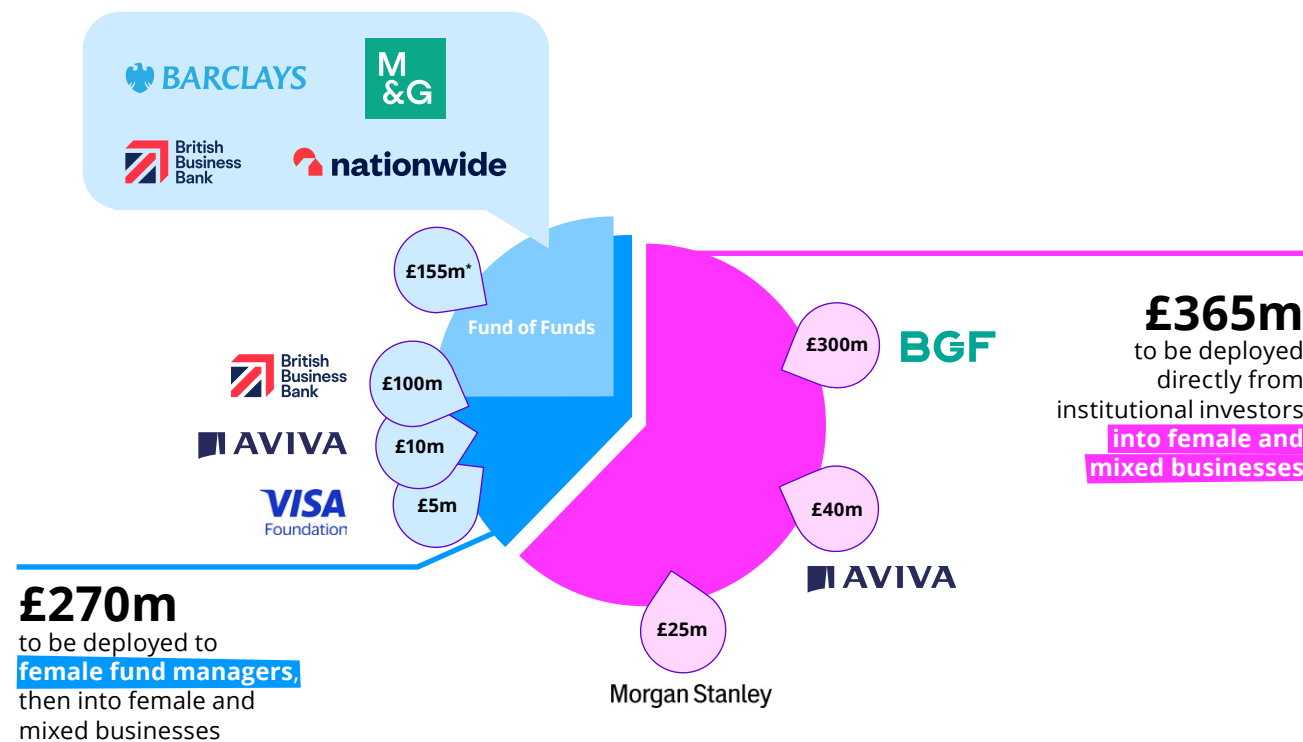 BARCLAYS
M
&G
British
Business
Bank
nationwide
£155m*
Fund of Funds
British
Business
Bank
£100m
AVIVA
£10m
VISA
Foundation
£5m
£270m
to be deployed to
female fund managers,
then into female and
mixed businesses
£300m
BGF
£365m
to be deployed
directly from
institutional investors
into female and
mixed businesses
£40m
AVIVA
£25m
Morgan Stanley